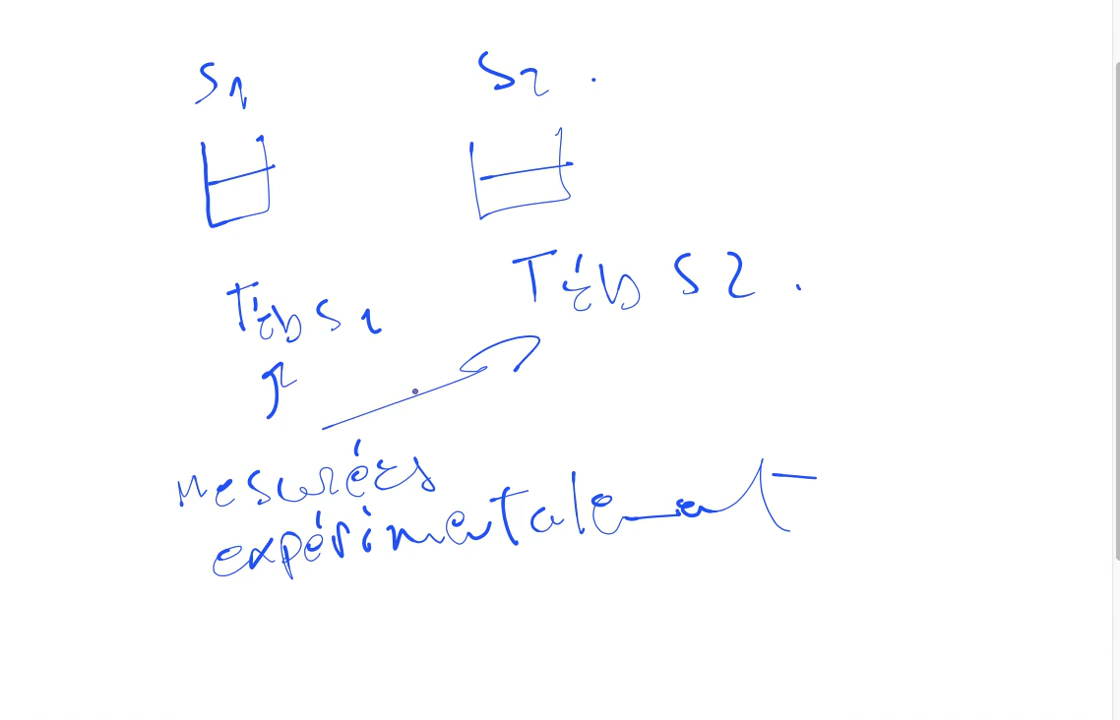 S1 S2.
Téb S1 Téb S2.
Mesurées
expérimentalement